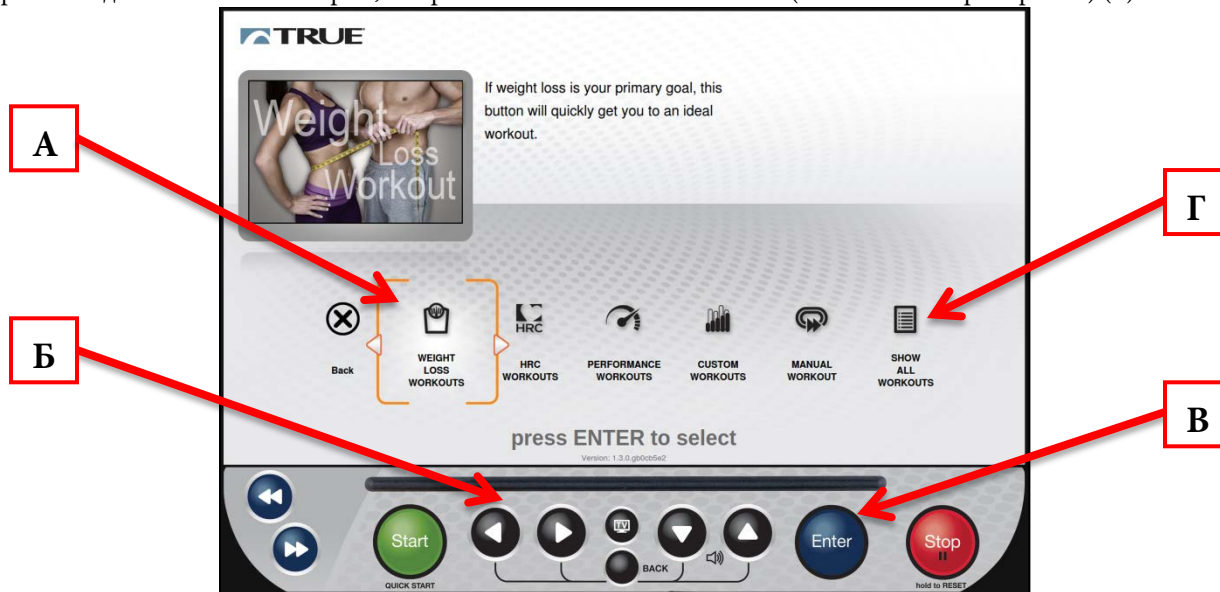 TRUE
Weight
Loss
Workout
If weight loss is your primary goal, this
button will quickly get you to an ideal
workout.
А
Г
Б
В
Back
WEIGHT
LOSS
WORKOUTS
HRC
HRC
WORKOUTS
PERFORMANCE
WORKOUTS
CUSTOM
WORKOUTS
MANUAL
WORKOUT
SHOW
ALL
WORKOUTS
press ENTER to select
Version: 1.3.0.gb0cb5e2
Start
QUICK START
TV
BACK
Enter
Stop
hold to RESET